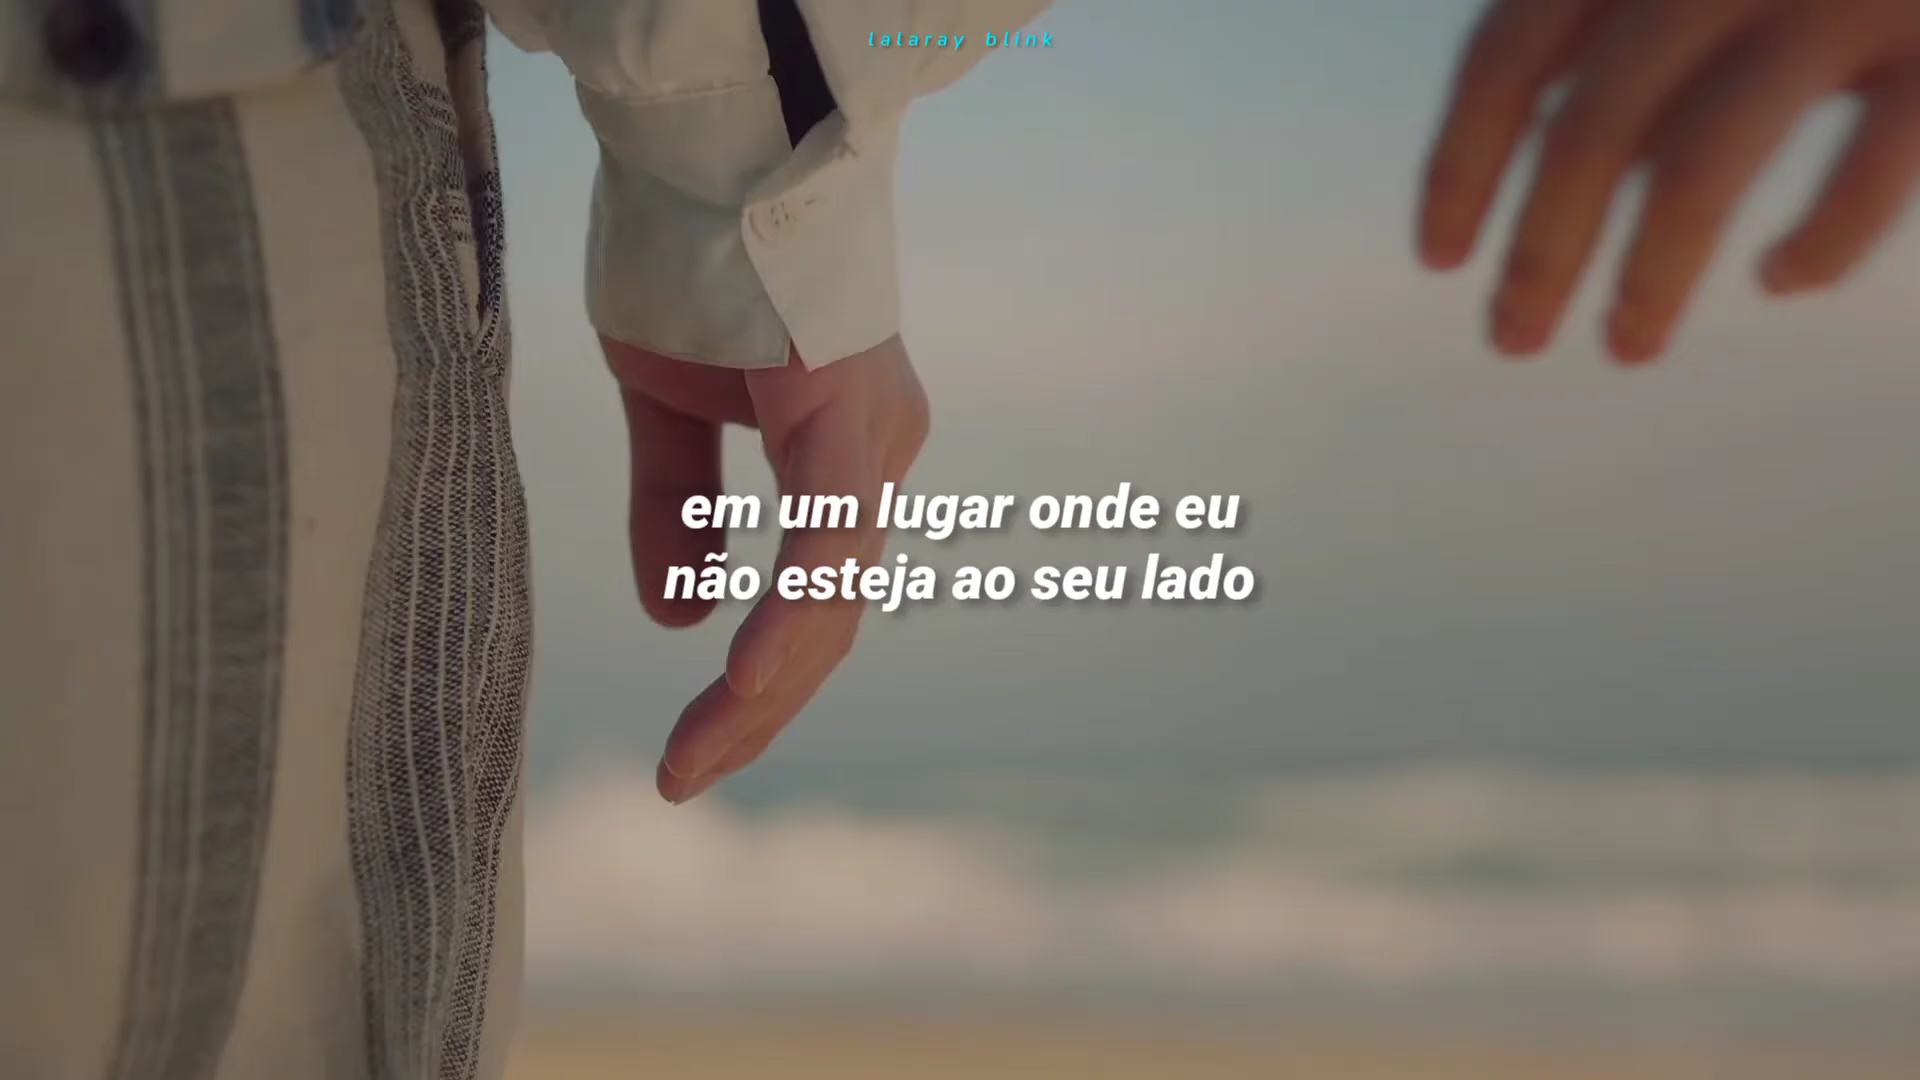 lalaray blink
em um lugar onde eu
não esteja ao seu lado